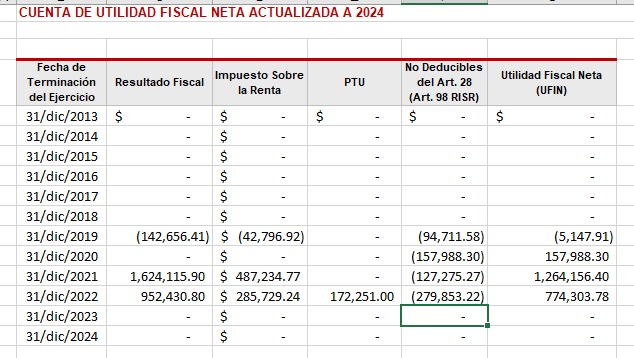 CUENTA DE UTILIDAD FISCAL NETA ACTUALIZADA A 2024
Fecha de Terminación del Ejercicio Resultado Fiscal Impuesto Sobre la Renta PTU No Deducibles del Art. 28 (Art. 98 RISR) Utilidad Fiscal Neta (UFIN)
31/dic/2013 $ - $ - $ - $ - $ -
31/dic/2014 - $ - - - -
31/dic/2015 - $ - - - -
31/dic/2016 - $ - - - -
31/dic/2017 - $ - - - -
31/dic/2018 - $ - - - -
31/dic/2019 (142,656.41) $ (42,796.92) - (94,711.58) (5,147.91)
31/dic/2020 - $ - - (157,988.30) 157,988.30
31/dic/2021 1,624,115.90 $ 487,234.77 - (127,275.27) 1,264,156.40
31/dic/2022 952,430.80 $ 285,729.24 172,251.00 (279,853.22) 774,303.78
31/dic/2023 - $ - - - -
31/dic/2024 - $ - - - -